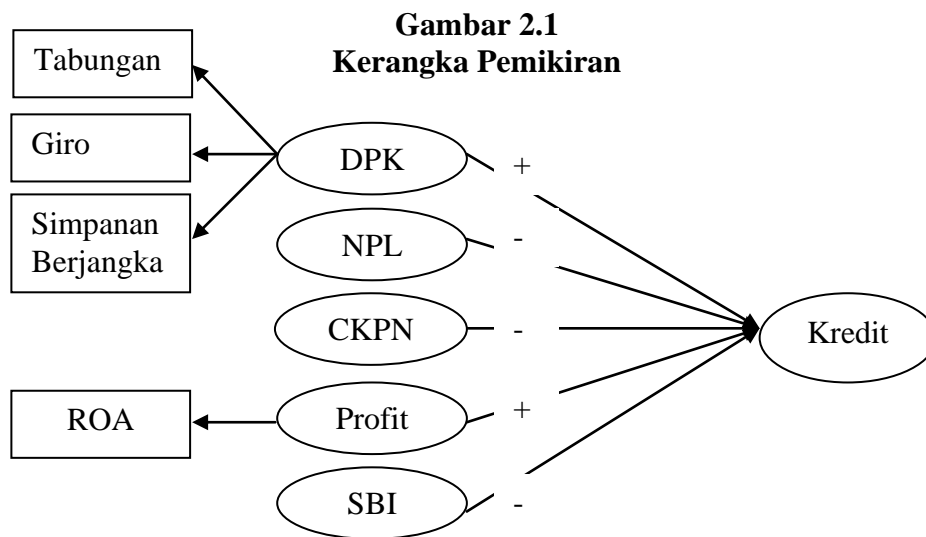 Gambar 2.1
Kerangka Pemikiran
Tabungan
Giro
Simpanan
Berjangka
DPK
+
NPL
-
CKPN
-
Kredit
ROA
Profit
+
SBI
-